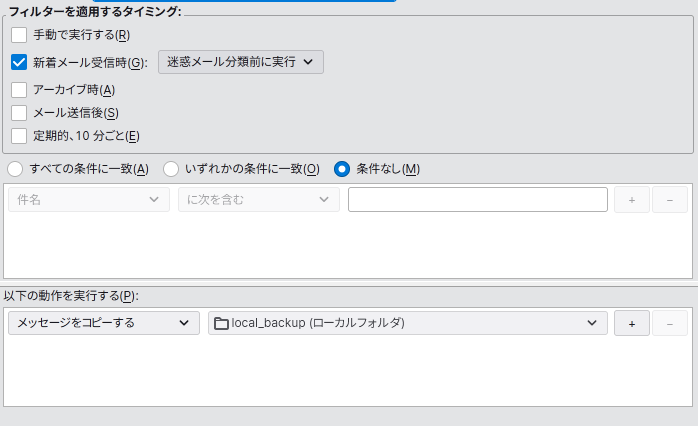 フィルターを適用するタイミング:
手動で実行する(R)
新着メール受信時(G): 迷惑メール分類前に実行
アーカイブ時(A)
メール送信後(S)
定期的、10 分ごと(E)
すべての条件に一致(A) いずれかの条件に一致(O) 条件なし(M)
件名 に次を含む + −
以下の動作を実行する(P):
メッセージをコピーする local_backup (ローカルフォルダ) + −